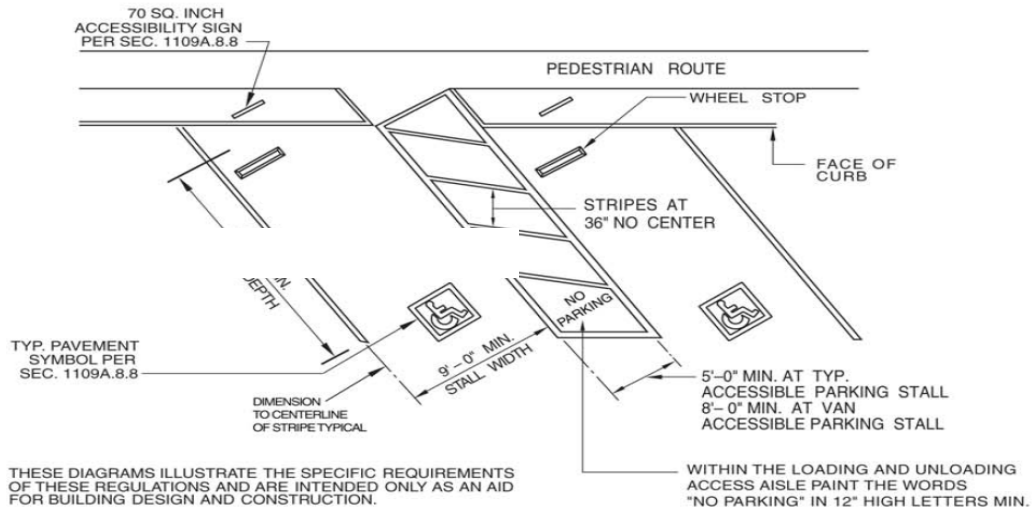 70 SQ. INCH
ACCESSIBILITY SIGN
PER SEC. 1109A.8.8
PEDESTRIAN ROUTE
WHEEL STOP
FACE OF
CURB
STRIPES AT
36" NO CENTER
DEPTH
NO
PARKING
TYP. PAVEMENT
SYMBOL PER
SEC. 1109A.8.8
9'–0" MIN.
STALL WIDTH
DIMENSION
TO CENTERLINE
OF STRIPE TYPICAL
5'–0" MIN. AT TYP.
ACCESSIBLE PARKING STALL
8'– 0" MIN. AT VAN
ACCESSIBLE PARKING STALL
THESE DIAGRAMS ILLUSTRATE THE SPECIFIC REQUIREMENTS
OF THESE REGULATIONS AND ARE INTENDED ONLY AS AN AID
FOR BUILDING DESIGN AND CONSTRUCTION.
WITHIN THE LOADING AND UNLOADING
ACCESS AISLE PAINT THE WORDS
"NO PARKING" IN 12" HIGH LETTERS MIN.